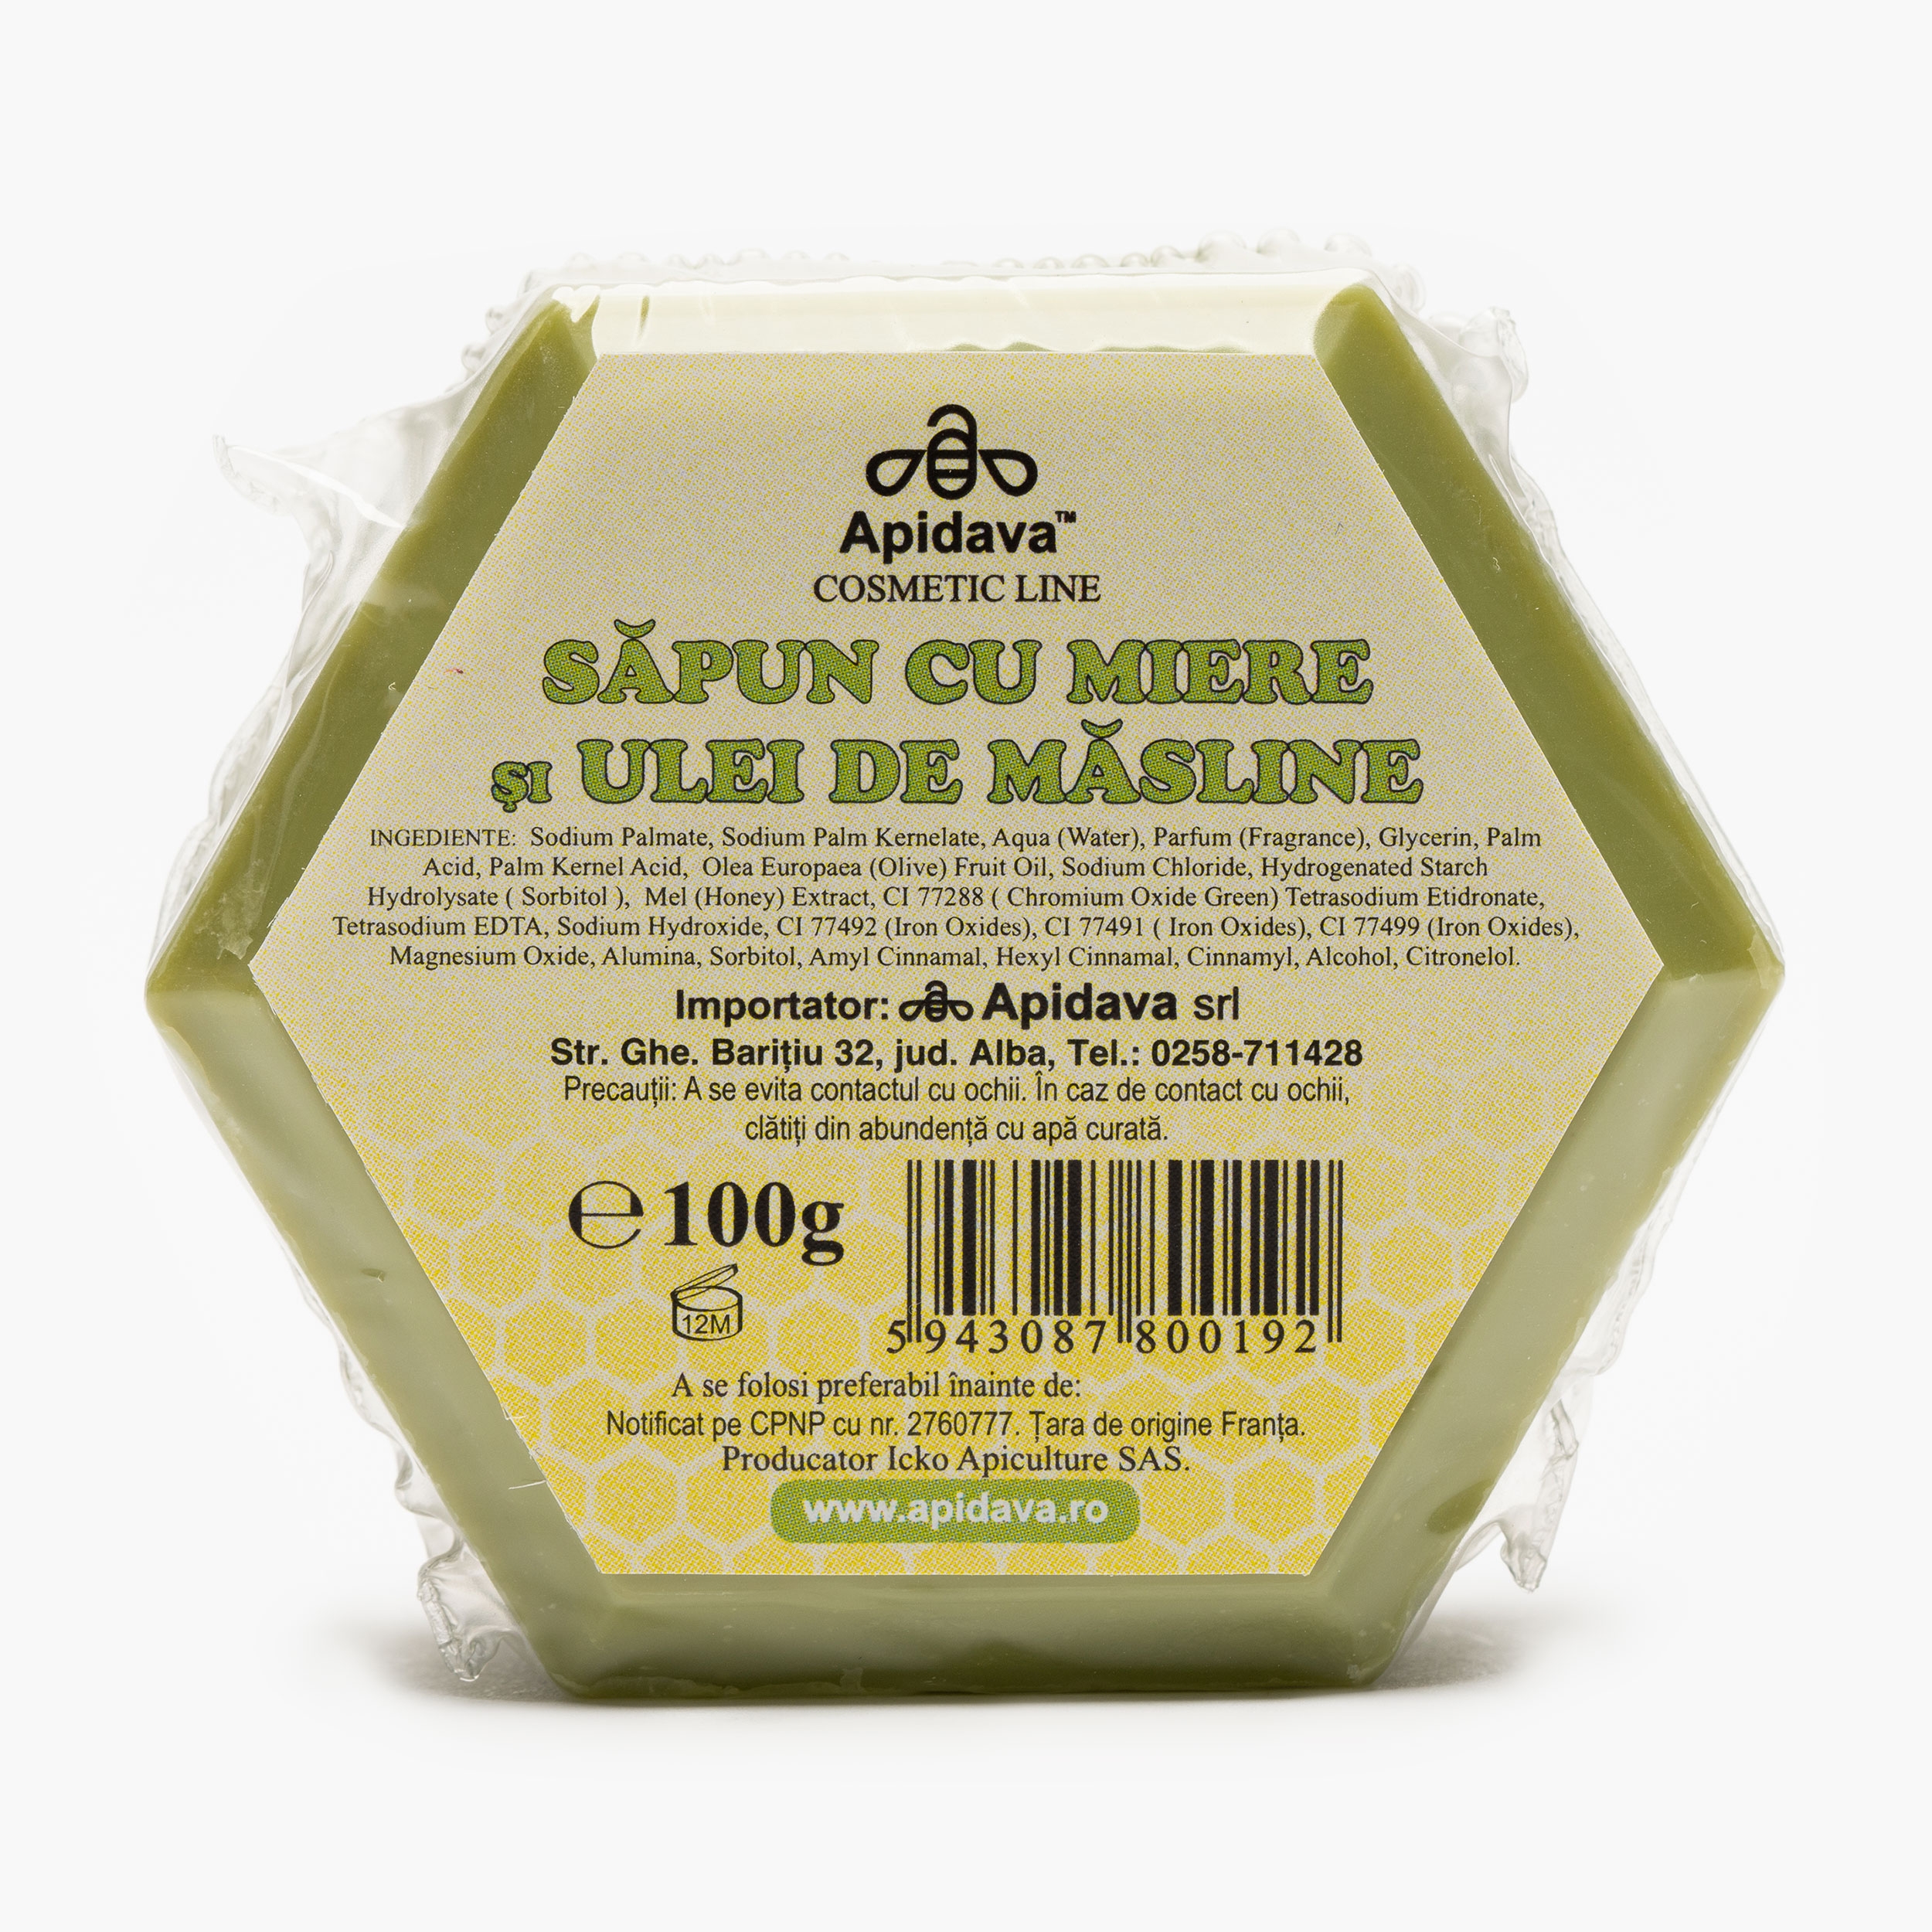 Apidava™
COSMETIC LINE
SĂPUN CU MIERE
ȘI ULEI DE MĂSLINE
INGEDIENTE: Sodium Palmate, Sodium Palm Kernelate, Aqua (Water), Parfum (Fragrance), Glycerin, Palm
Acid, Palm Kernel Acid, Olea Europaea (Olive) Fruit Oil, Sodium Chloride, Hydrogenated Starch
Hydrolysate ( Sorbitol ), Mel (Honey) Extract, CI 77288 ( Chromium Oxide Green) Tetrasodium Etidronate,
Tetrasodium EDTA, Sodium Hydroxide, CI 77492 (Iron Oxides), CI 77491 ( Iron Oxides), CI 77499 (Iron Oxides),
Magnesium Oxide, Alumina, Sorbitol, Amyl Cinnamal, Hexyl Cinnamal, Cinnamyl, Alcohol, Citronelol.
Importator: Apidava srl
Str. Ghe. Barițiu 32, jud. Alba, Tel.: 0258-711428
Precauții: A se evita contactul cu ochii. În caz de contact cu ochii,
clătiți din abundență cu apă curată.
℮ 100g
12M
5 943087 800192
A se folosi preferabil înainte de:
Notificat pe CPNP cu nr. 2760777. Țara de origine Franța.
Producator Icko Apiculture SAS.
www.apidava.ro